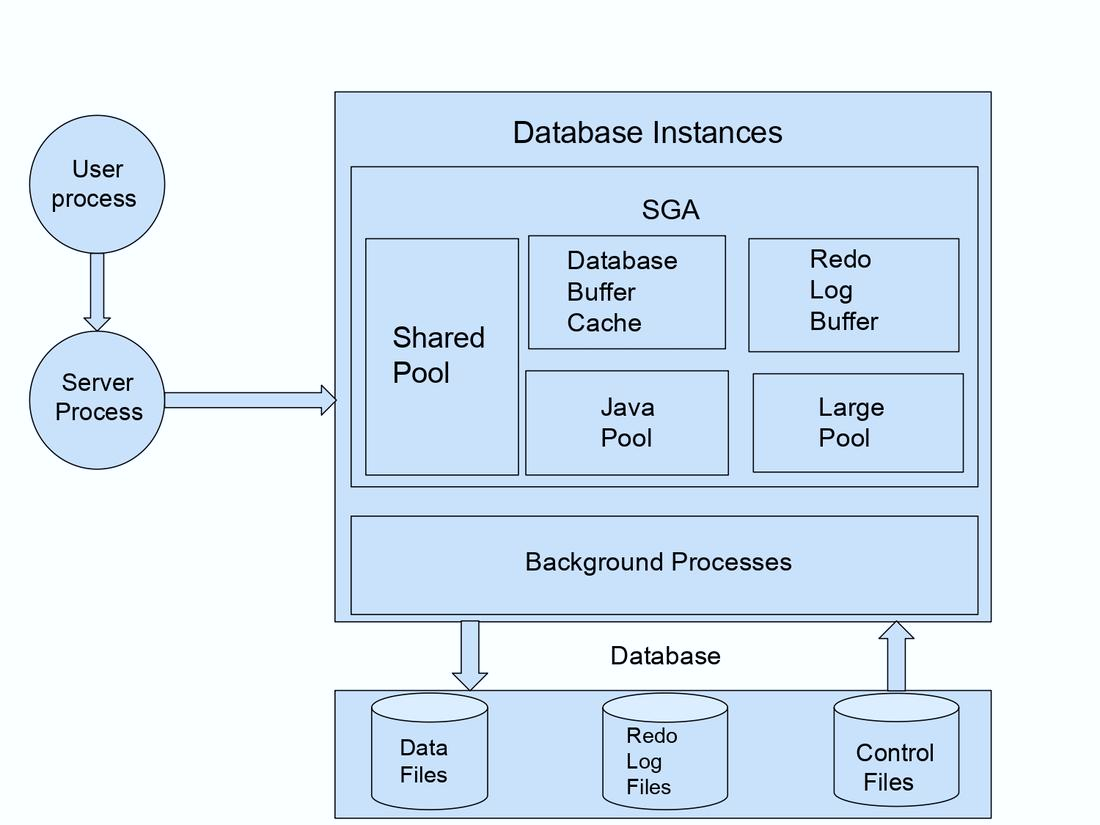 Database Instances
User
process
SGA
Shared
Pool
Database
Buffer
Cache
Redo
Log
Buffer
Server
Process
Java
Pool
Large
Pool
Background Processes
Database
Data
Files
Redo
Log
Files
Control
Files